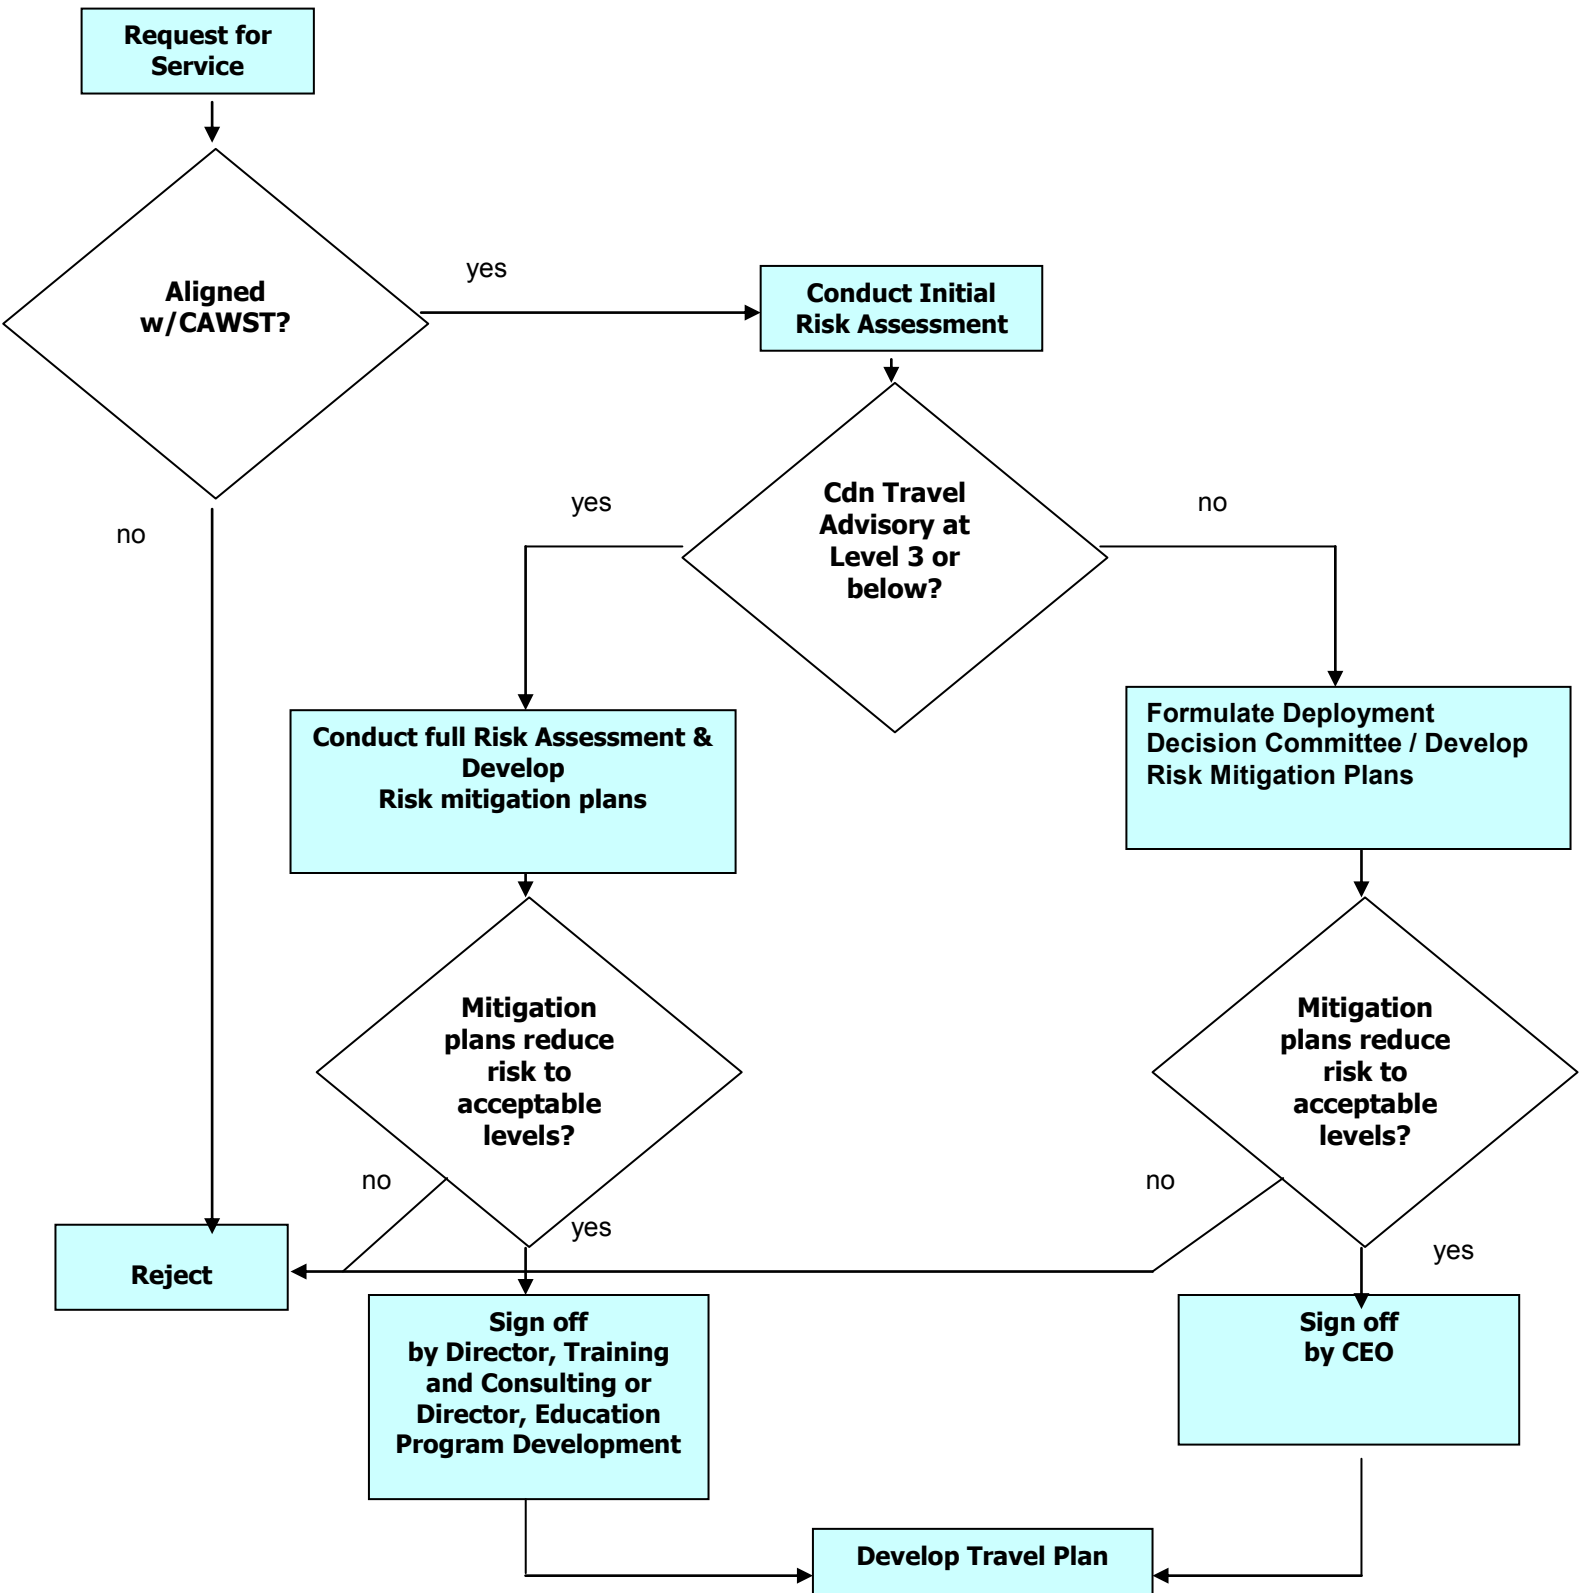 Request for
Service
Aligned
w/CAWST?
yes
Conduct Initial
Risk Assessment
no
yes
Cdn Travel
Advisory at
Level 3 or
below?
no
Conduct full Risk Assessment &
Develop
Risk mitigation plans
Formulate Deployment
Decision Committee / Develop
Risk Mitigation Plans
Mitigation
plans reduce
risk to
acceptable
levels?
Mitigation
plans reduce
risk to
acceptable
levels?
no
yes
no
yes
Reject
Sign off
by Director, Training
and Consulting or
Director, Education
Program Development
Sign off
by CEO
Develop Travel Plan